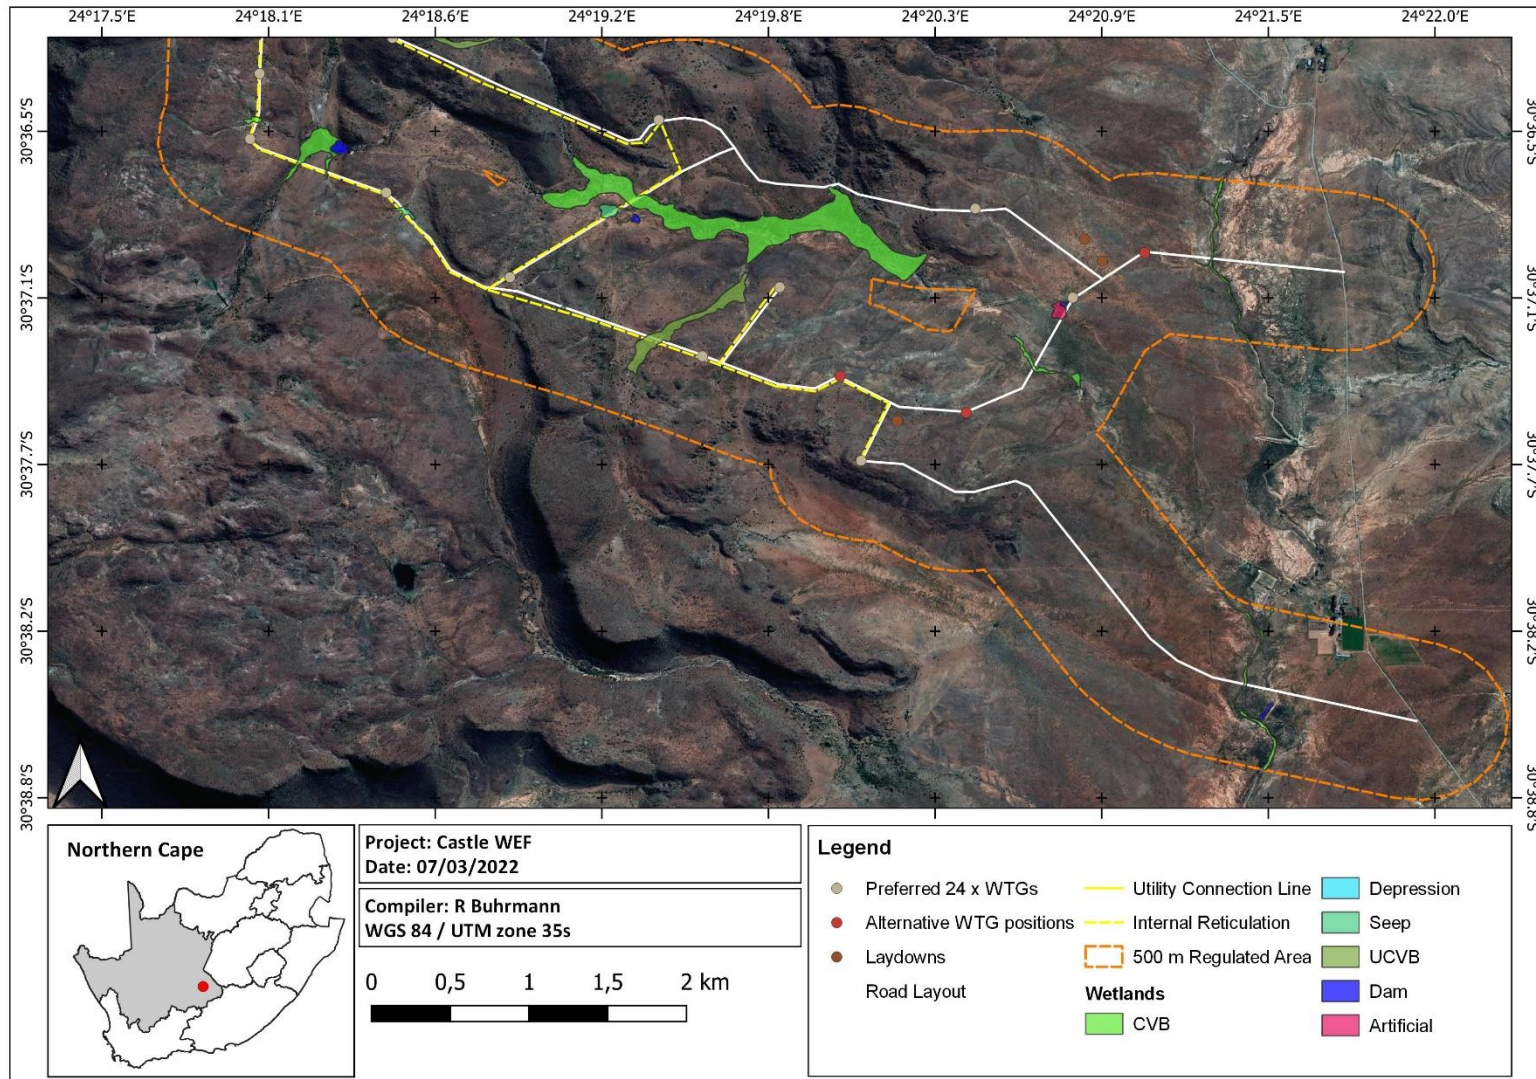 24°17.5'E 24°18.1'E 24°18.6'E 24°19.2'E 24°19.8'E 24°20.3'E 24°20.9'E 24°21.5'E 24°22.0'E
30°36.5'S 30°36.5'S
30°37.1'S 30°37.1'S
30°37.7'S 30°37.7'S
30°38.2'S 30°38.2'S
30°38.8'S 30°38.8'S
Northern Cape
Project: Castle WEF
Date: 07/03/2022
Compiler: R Buhrmann
WGS 84 / UTM zone 35s
0 0,5 1 1,5 2 km
Legend
Preferred 24 x WTGs
Alternative WTG positions
Laydowns
Road Layout
Utility Connection Line
Internal Reticulation
500 m Regulated Area
Wetlands
CVB
Depression
Seep
UCVB
Dam
Artificial